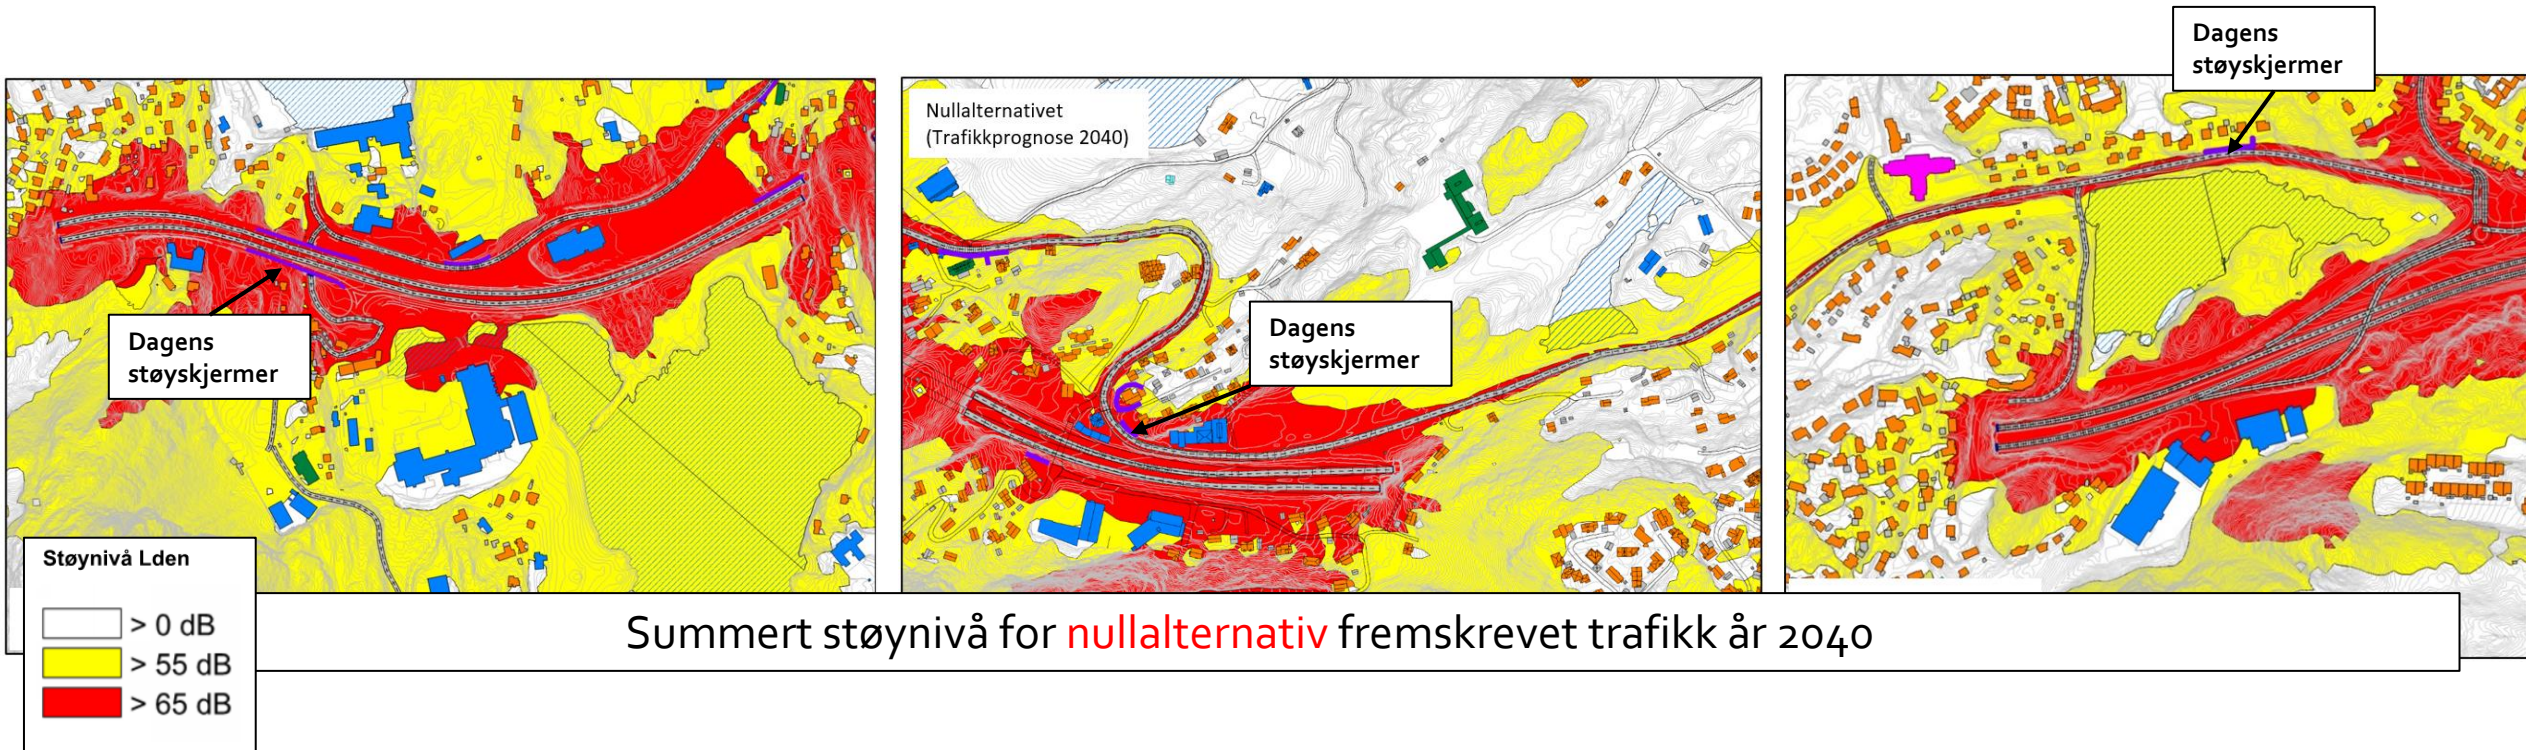 Dagens
støyskjermer
Nullalternativet
(Trafikkprognose 2040)
Dagens
støyskjermer
Dagens
støyskjermer
Støynivå Lden
> 0 dB
> 55 dB
> 65 dB
Summert støynivå for nullalternativ fremskrevet trafikk år 2040